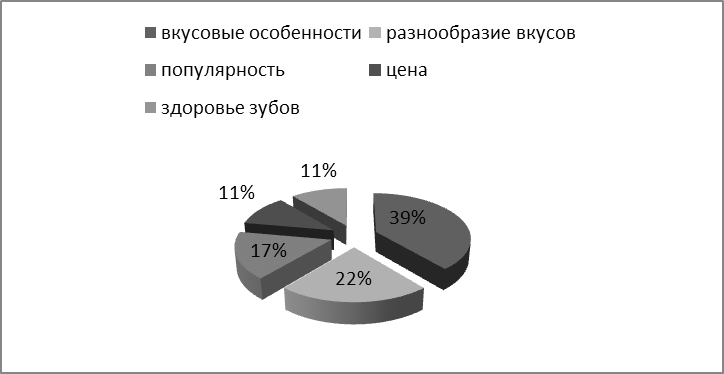 вкусовые особенности разнообразие вкусов
популярность цена
здоровье зубов
11%
11%
39%
17%
22%